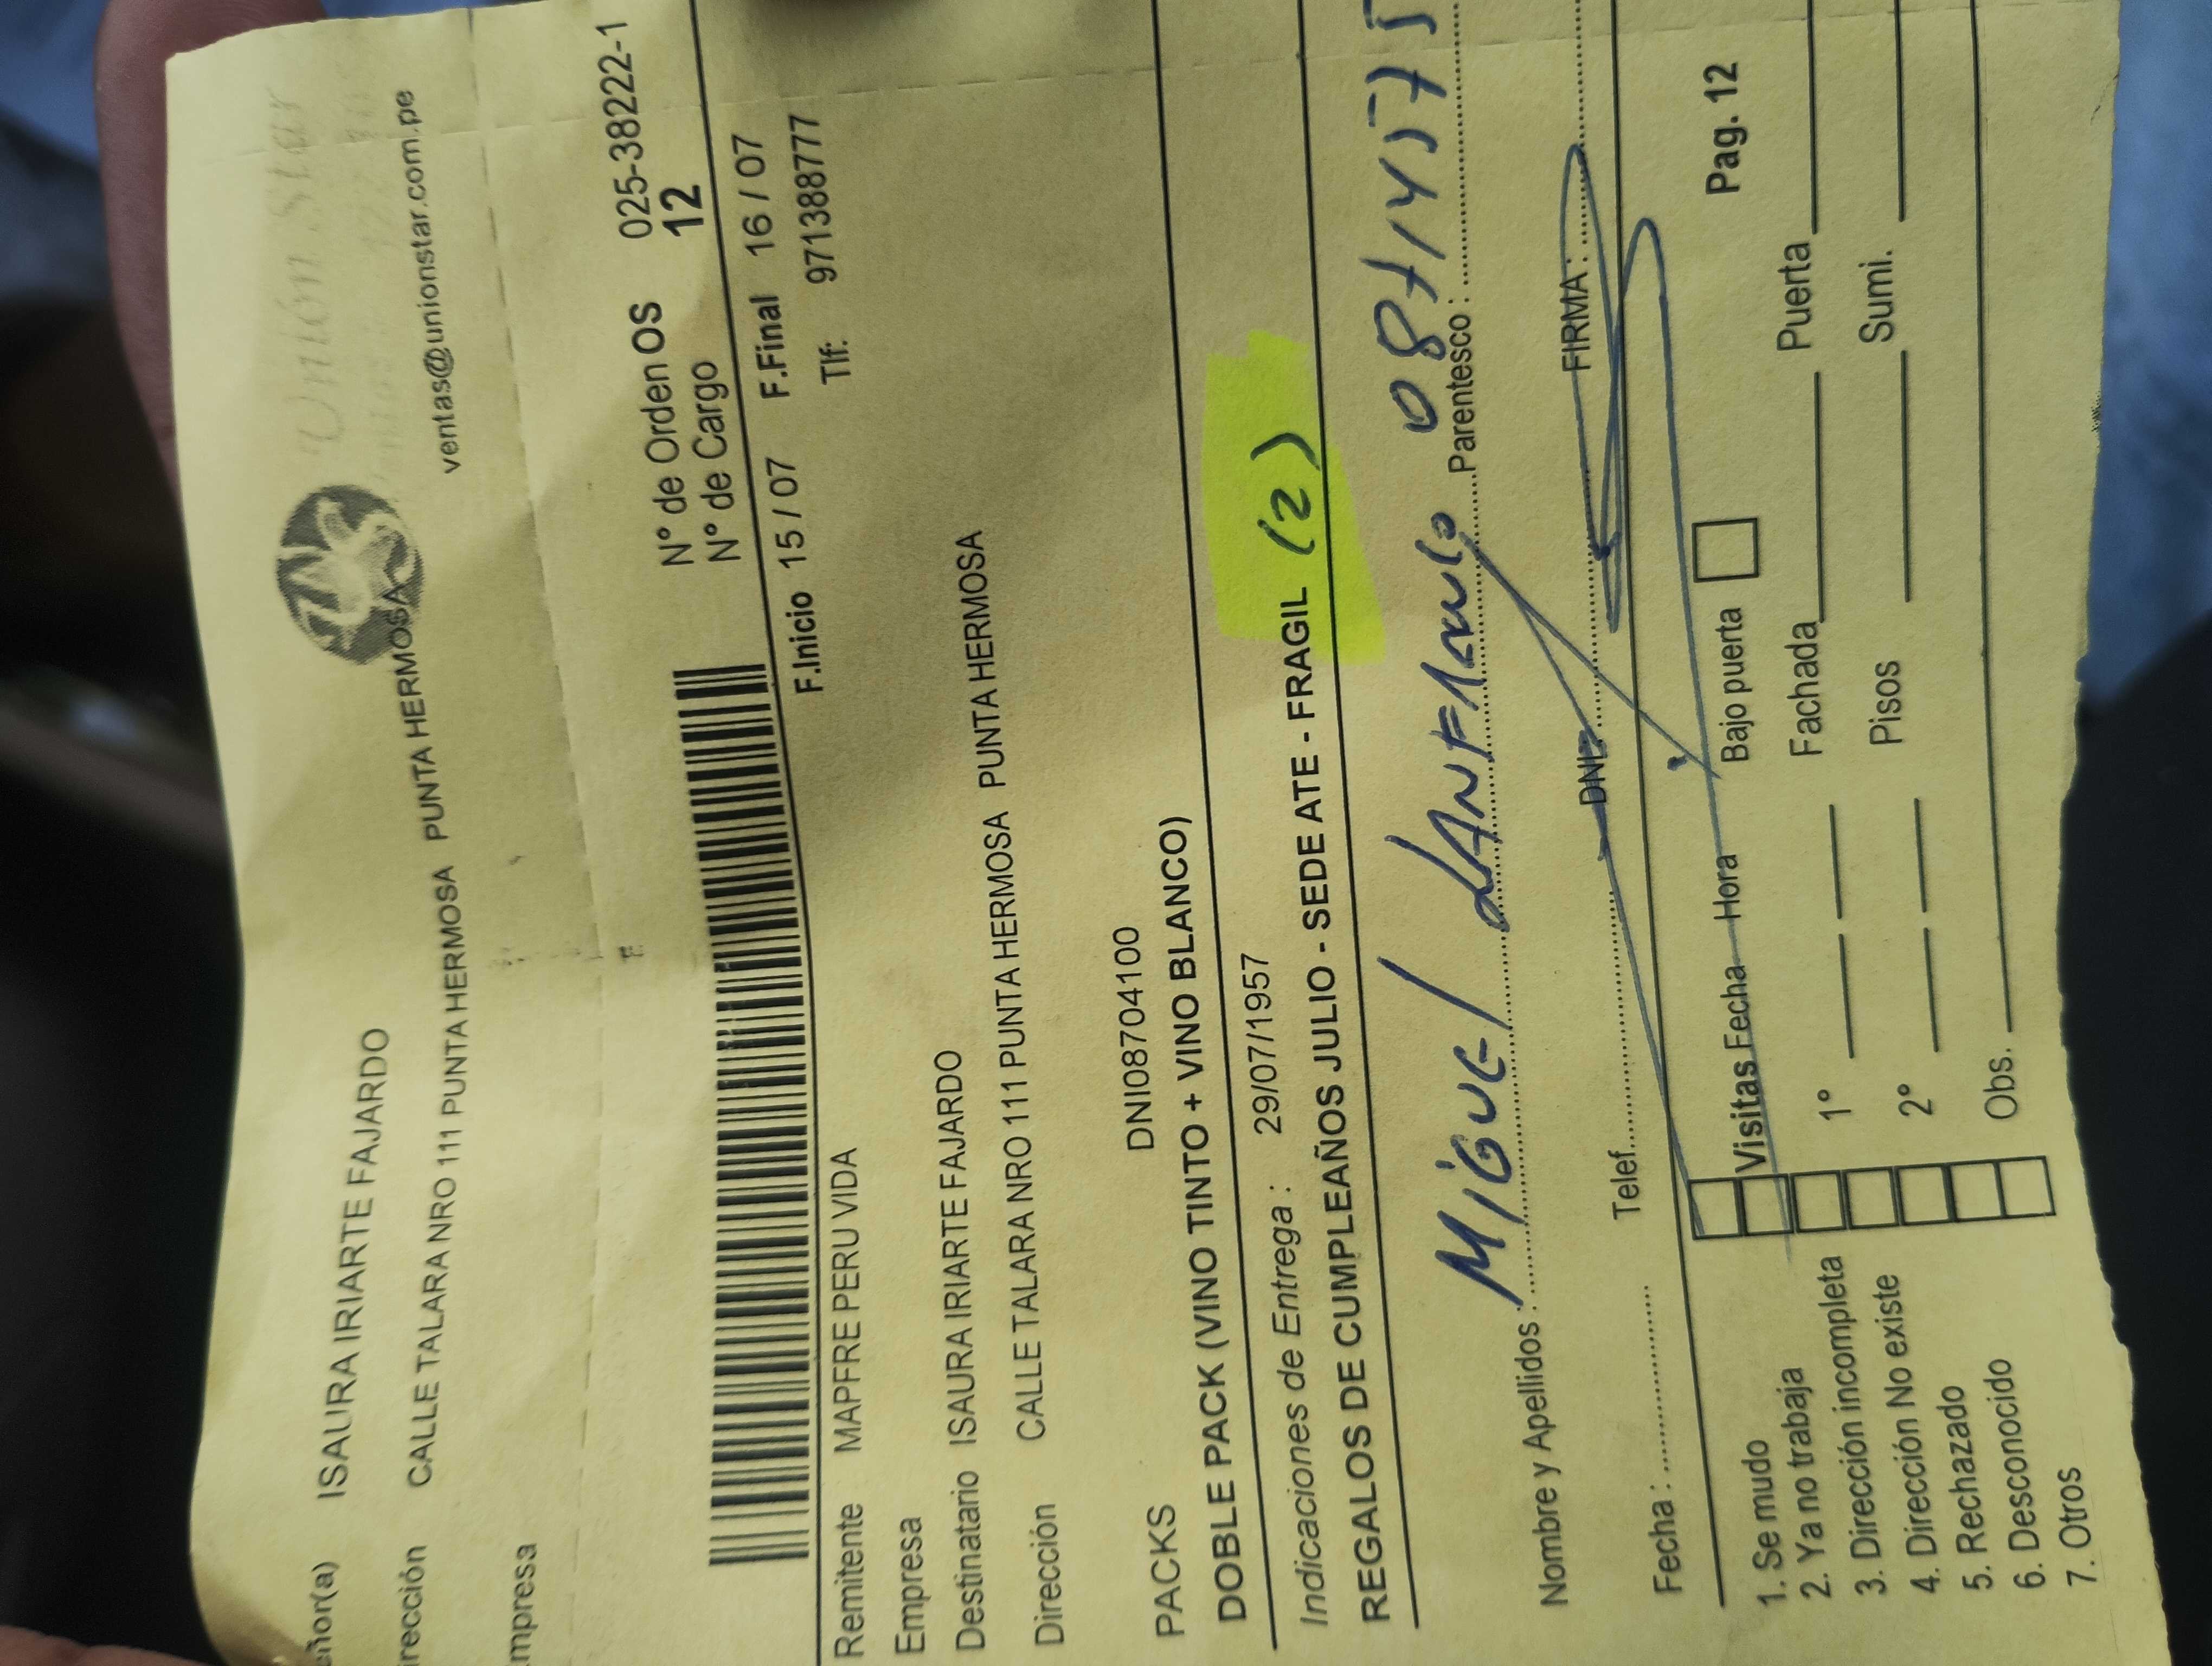 Unión Star
ventas@unionstar.com.pe
eñor(a) ISAURA IRIARTE FAJARDO
irección CALLE TALARA NRO 111 PUNTA HERMOSA PUNTA HERMOSA
mpresa
N° de Orden OS 025-38222-1
N° de Cargo 12
F.Inicio 15 / 07 F.Final 16 / 07
Remitente MAPFRE PERU VIDA Tlf: 971388777
Empresa
Destinatario ISAURA IRIARTE FAJARDO
Dirección CALLE TALARA NRO 111 PUNTA HERMOSA PUNTA HERMOSA
DNI08704100
PACKS
DOBLE PACK (VINO TINTO + VINO BLANCO)
Indicaciones de Entrega : 29/07/1957
REGALOS DE CUMPLEAÑOS JULIO - SEDE ATE - FRAGIL (2)
Nombre y Apellidos : Miguel Parentesco :
Fecha : Telef. DNI: FIRMA:
1. Se mudo
2. Ya no trabaja
3. Dirección incompleta
4. Dirección No existe
5. Rechazado
6. Desconocido
7. Otros
Visitas Fecha Hora Bajo puerta Pag. 12
1° Fachada Puerta
2° Pisos Sumi.
Obs.